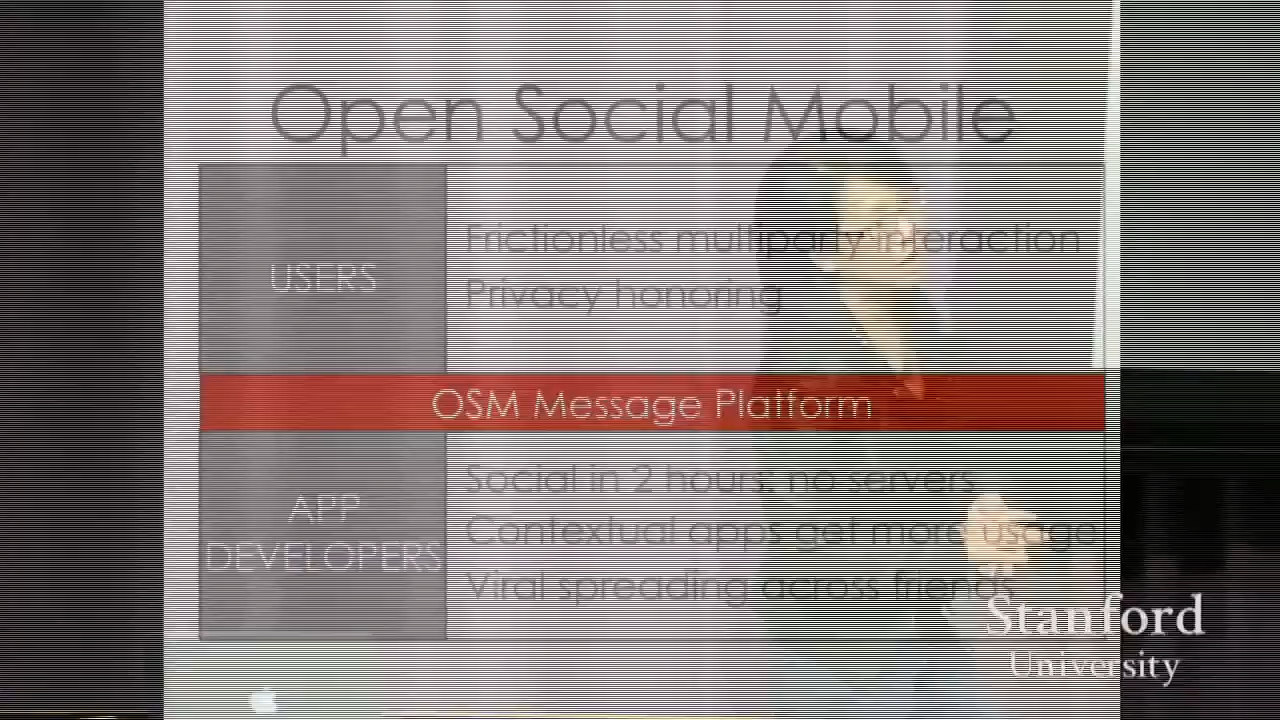 Open Social Mobile
USERS
Frictionless multiparty interaction
Privacy honoring
OSM Message Platform
APP
DEVELOPERS
Social in 2 hours: no servers
Contextual apps get more usage
Viral spreading across friends
Stanford
University